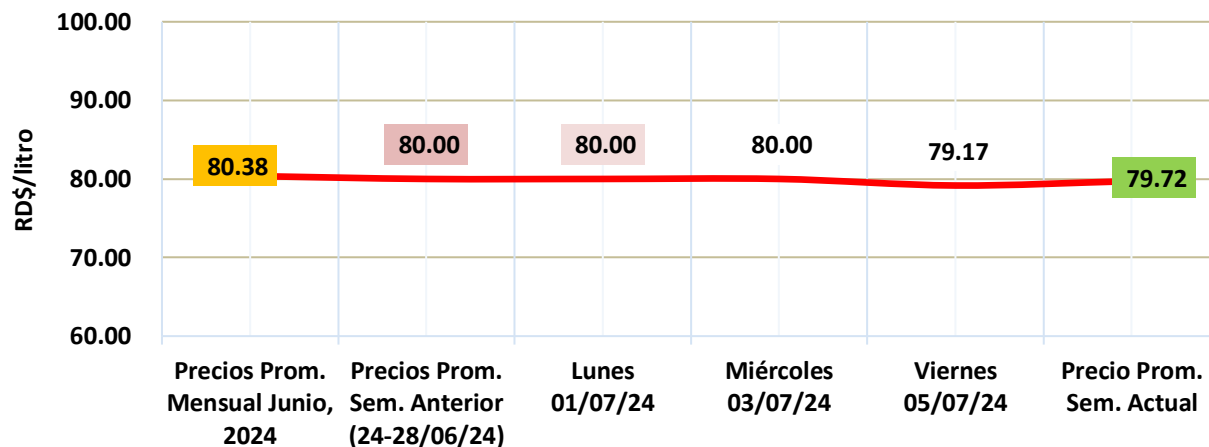 100.00
90.00
80.00
70.00
60.00
RD$/litro
80.38
80.00
80.00
80.00
79.17
79.72
Precios Prom.
Mensual Junio,
2024
Precios Prom.
Sem. Anterior
(24-28/06/24)
Lunes
01/07/24
Miércoles
03/07/24
Viernes
05/07/24
Precio Prom.
Sem. Actual